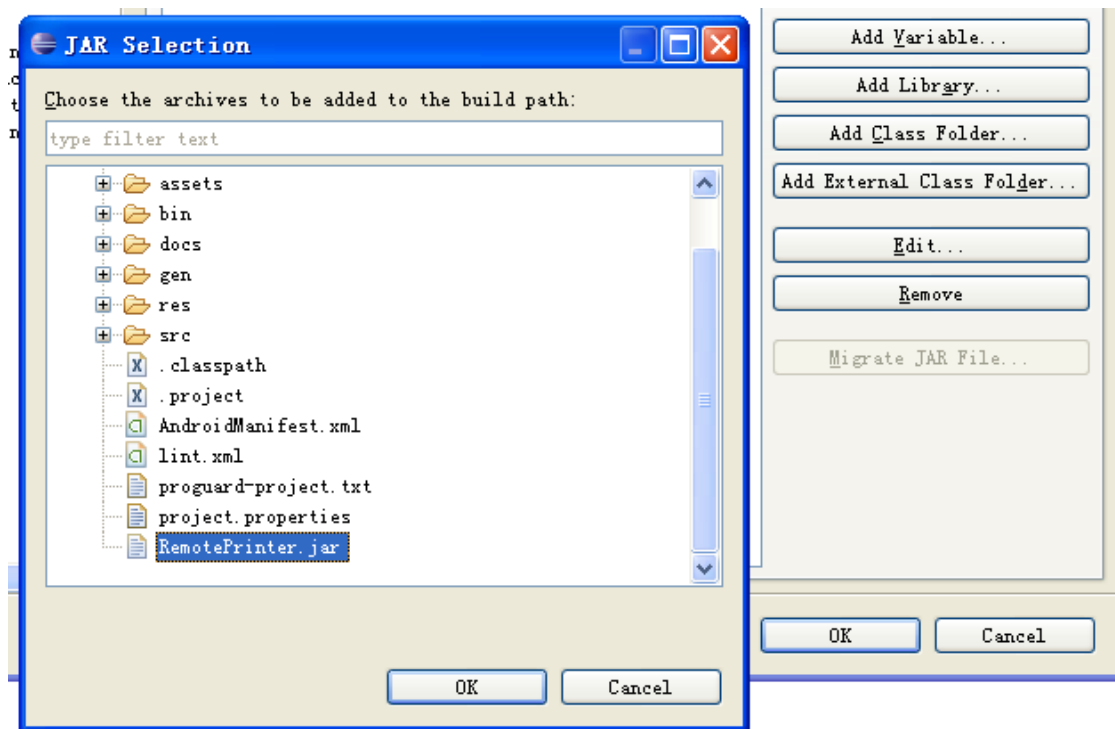 JAR Selection
Choose the archives to be added to the build path:
type filter text
assets
bin
docs
gen
res
src
.classpath
.project
AndroidManifest.xml
lint.xml
proguard-project.txt
project.properties
RemotePrinter.jar
OK
Cancel
Add Variable...
Add Library...
Add Class Folder...
Add External Class Folder...
Edit...
Remove
Migrate JAR File...
OK
Cancel